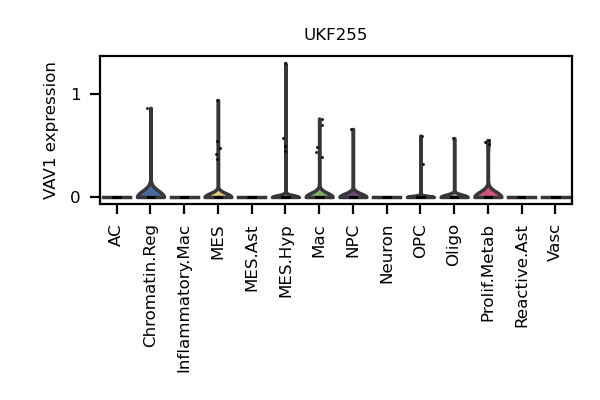 UKF255
VAV1 expression
1
0
AC
Chromatin.Reg
Inflammatory.Mac
MES
MES.Ast
MES.Hyp
Mac
NPC
Neuron
OPC
Oligo
Prolif.Metab
Reactive.Ast
Vasc